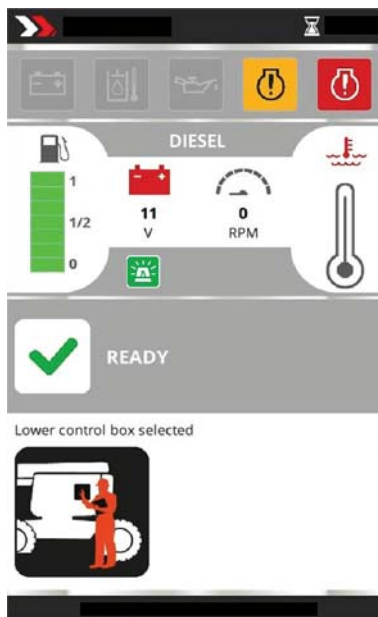 DIESEL
1
1/2
0
11
V
0
RPM
READY
Lower control box selected